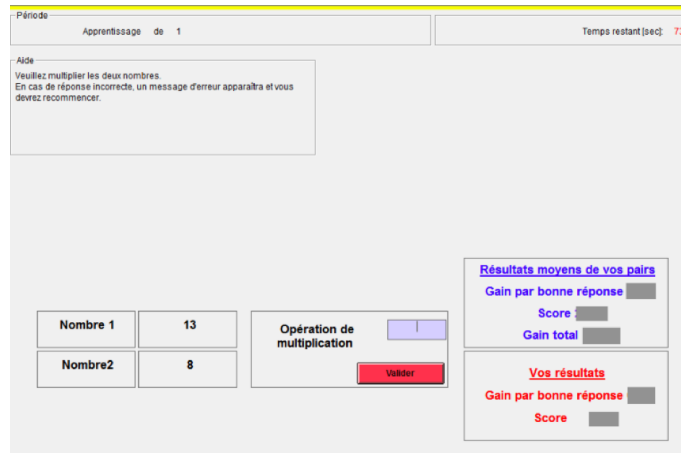 Période
Apprentissage de 1
Temps restant [sec]:
Aide
Veuillez multiplier les deux nombres.
En cas de réponse incorrecte, un message d'erreur apparaîtra et vous
devrez recommencer.
Résultats moyens de vos pairs
Gain par bonne réponse
Score :
Gain total
Nombre 1 13
Nombre2 8
Opération de
multiplication
Valider
Vos résultats
Gain par bonne réponse
Score